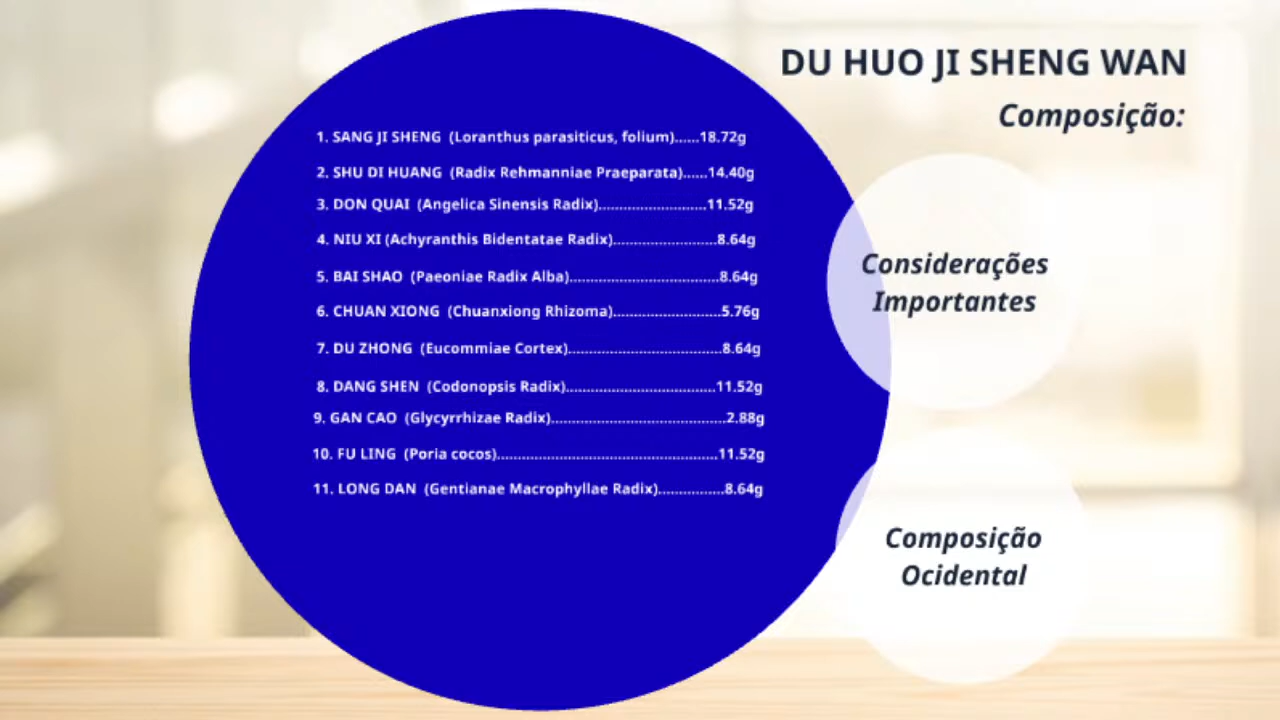 DU HUO JI SHENG WAN
Composição:
1. SANG JI SHENG (Loranthus parasiticus, folium)......18.72g
2. SHU DI HUANG (Radix Rehmanniae Praeparata)......14.40g
3. DON QUAI (Angelica Sinensis Radix)...........................11.52g
4. NIU XI (Achyranthis Bidentatae Radix)..........................8.64g
5. BAI SHAO (Paeoniae Radix Alba).....................................8.64g
6. CHUAN XIONG (Chuanxiong Rhizoma)...........................5.76g
7. DU ZHONG (Eucommiae Cortex)......................................8.64g
8. DANG SHEN (Codonopsis Radix).....................................11.52g
9. GAN CAO (Glycyrrhizae Radix)...........................................2.88g
10. FU LING (Poria cocos).......................................................11.52g
11. LONG DAN (Gentianae Macrophyllae Radix)................8.64g
Considerações
Importantes
Composição
Ocidental